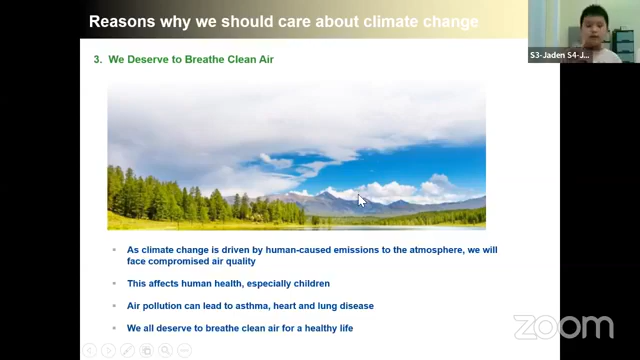 Reasons why we should care about climate change
S3-Jaden S4-J...
3. We Deserve to Breathe Clean Air
• As climate change is driven by human-caused emissions to the atmosphere, we will
face compromised air quality
• This affects human health, especially children
• Air pollution can lead to asthma, heart and lung disease
• We all deserve to breathe clean air for a healthy life
zoom